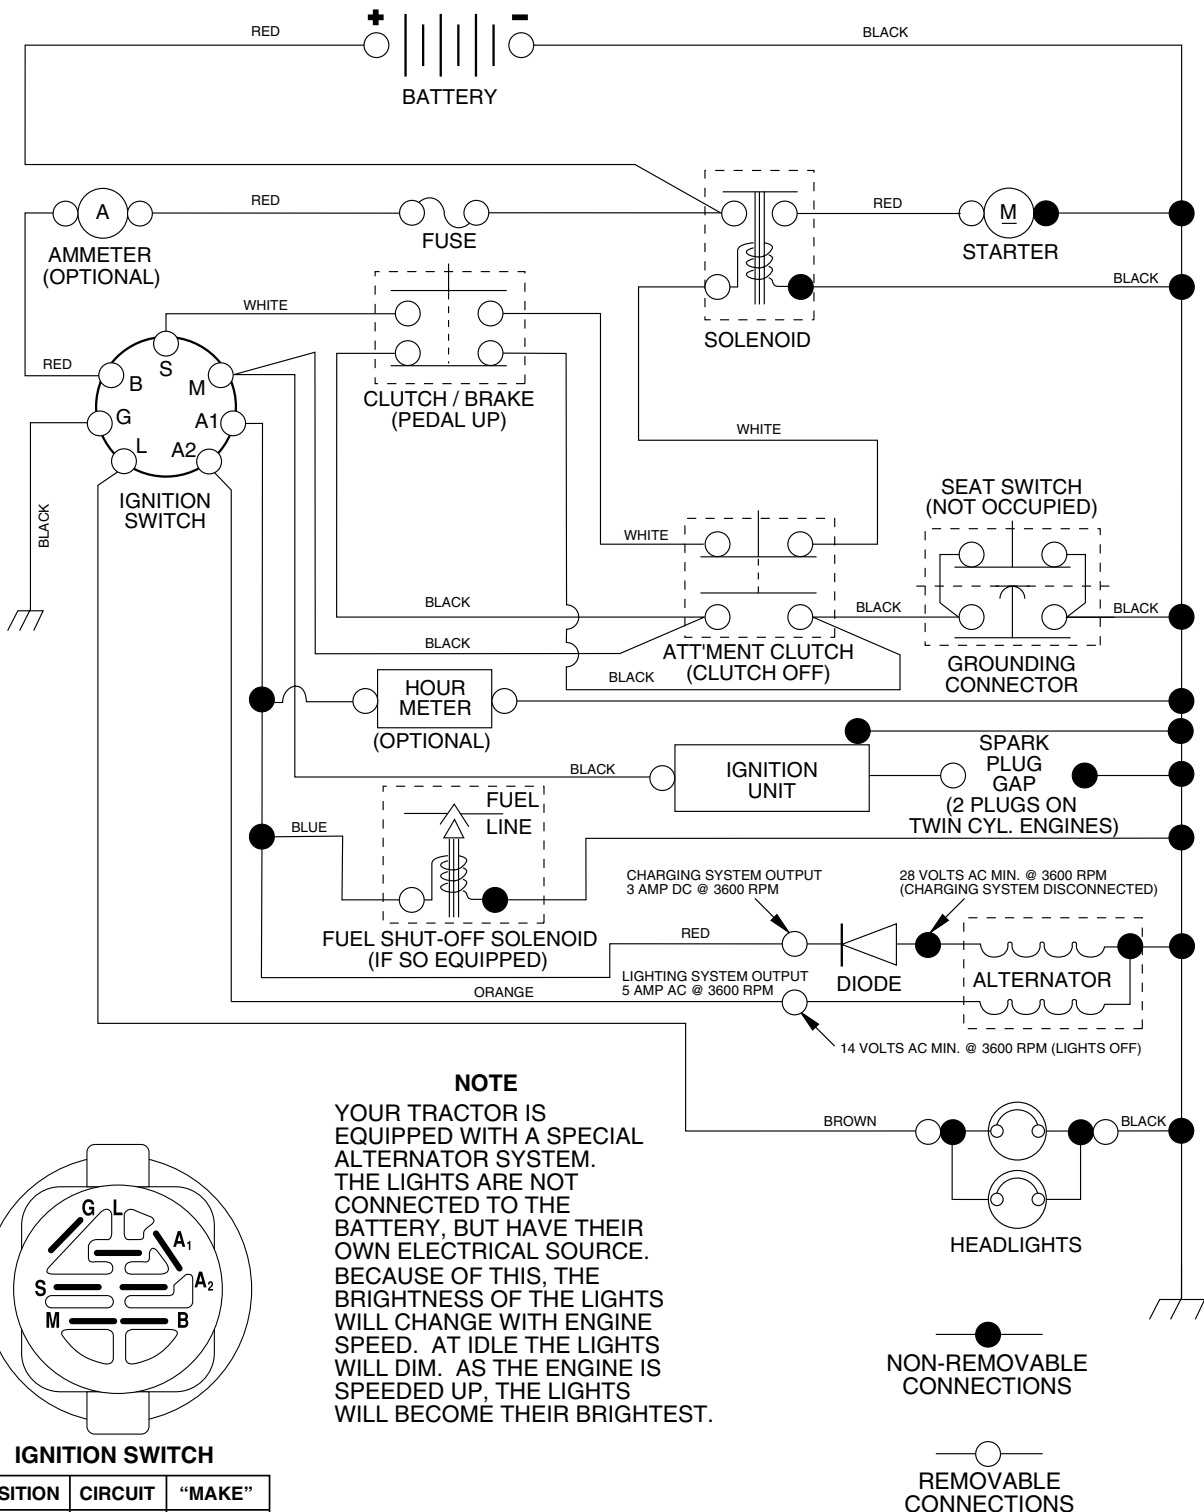 + -
RED
BLACK
BATTERY
A
RED
RED
M
FUSE
STARTER
AMMETER
(OPTIONAL)
BLACK
WHITE
SOLENOID
RED
S
B
M
CLUTCH / BRAKE
(PEDAL UP)
G
A1
L
A2
WHITE
IGNITION
SWITCH
BLACK
SEAT SWITCH
(NOT OCCUPIED)
WHITE
BLACK
BLACK
BLACK
BLACK
ATT'MENT CLUTCH
(CLUTCH OFF)
BLACK
GROUNDING
CONNECTOR
HOUR
METER
(OPTIONAL)
BLACK
IGNITION
UNIT
SPARK
PLUG
GAP
(2 PLUGS ON
TWIN CYL. ENGINES)
FUEL
LINE
BLUE
CHARGING SYSTEM OUTPUT
3 AMP DC @ 3600 RPM
28 VOLTS AC MIN. @ 3600 RPM
(CHARGING SYSTEM DISCONNECTED)
FUEL SHUT-OFF SOLENOID
(IF SO EQUIPPED)
RED
DIODE
ALTERNATOR
LIGHTING SYSTEM OUTPUT
5 AMP AC @ 3600 RPM
ORANGE
14 VOLTS AC MIN. @ 3600 RPM (LIGHTS OFF)
NOTE
YOUR TRACTOR IS
EQUIPPED WITH A SPECIAL
ALTERNATOR SYSTEM.
THE LIGHTS ARE NOT
CONNECTED TO THE
BATTERY, BUT HAVE THEIR
OWN ELECTRICAL SOURCE.
BECAUSE OF THIS, THE
BRIGHTNESS OF THE LIGHTS
WILL CHANGE WITH ENGINE
SPEED. AT IDLE THE LIGHTS
WILL DIM. AS THE ENGINE IS
SPEEDED UP, THE LIGHTS
WILL BECOME THEIR BRIGHTEST.
BROWN
BLACK
HEADLIGHTS
G L
A1
S
A2
M
B
IGNITION SWITCH
SITION CIRCUIT “MAKE”
NON-REMOVABLE
CONNECTIONS
REMOVABLE
CONNECTIONS